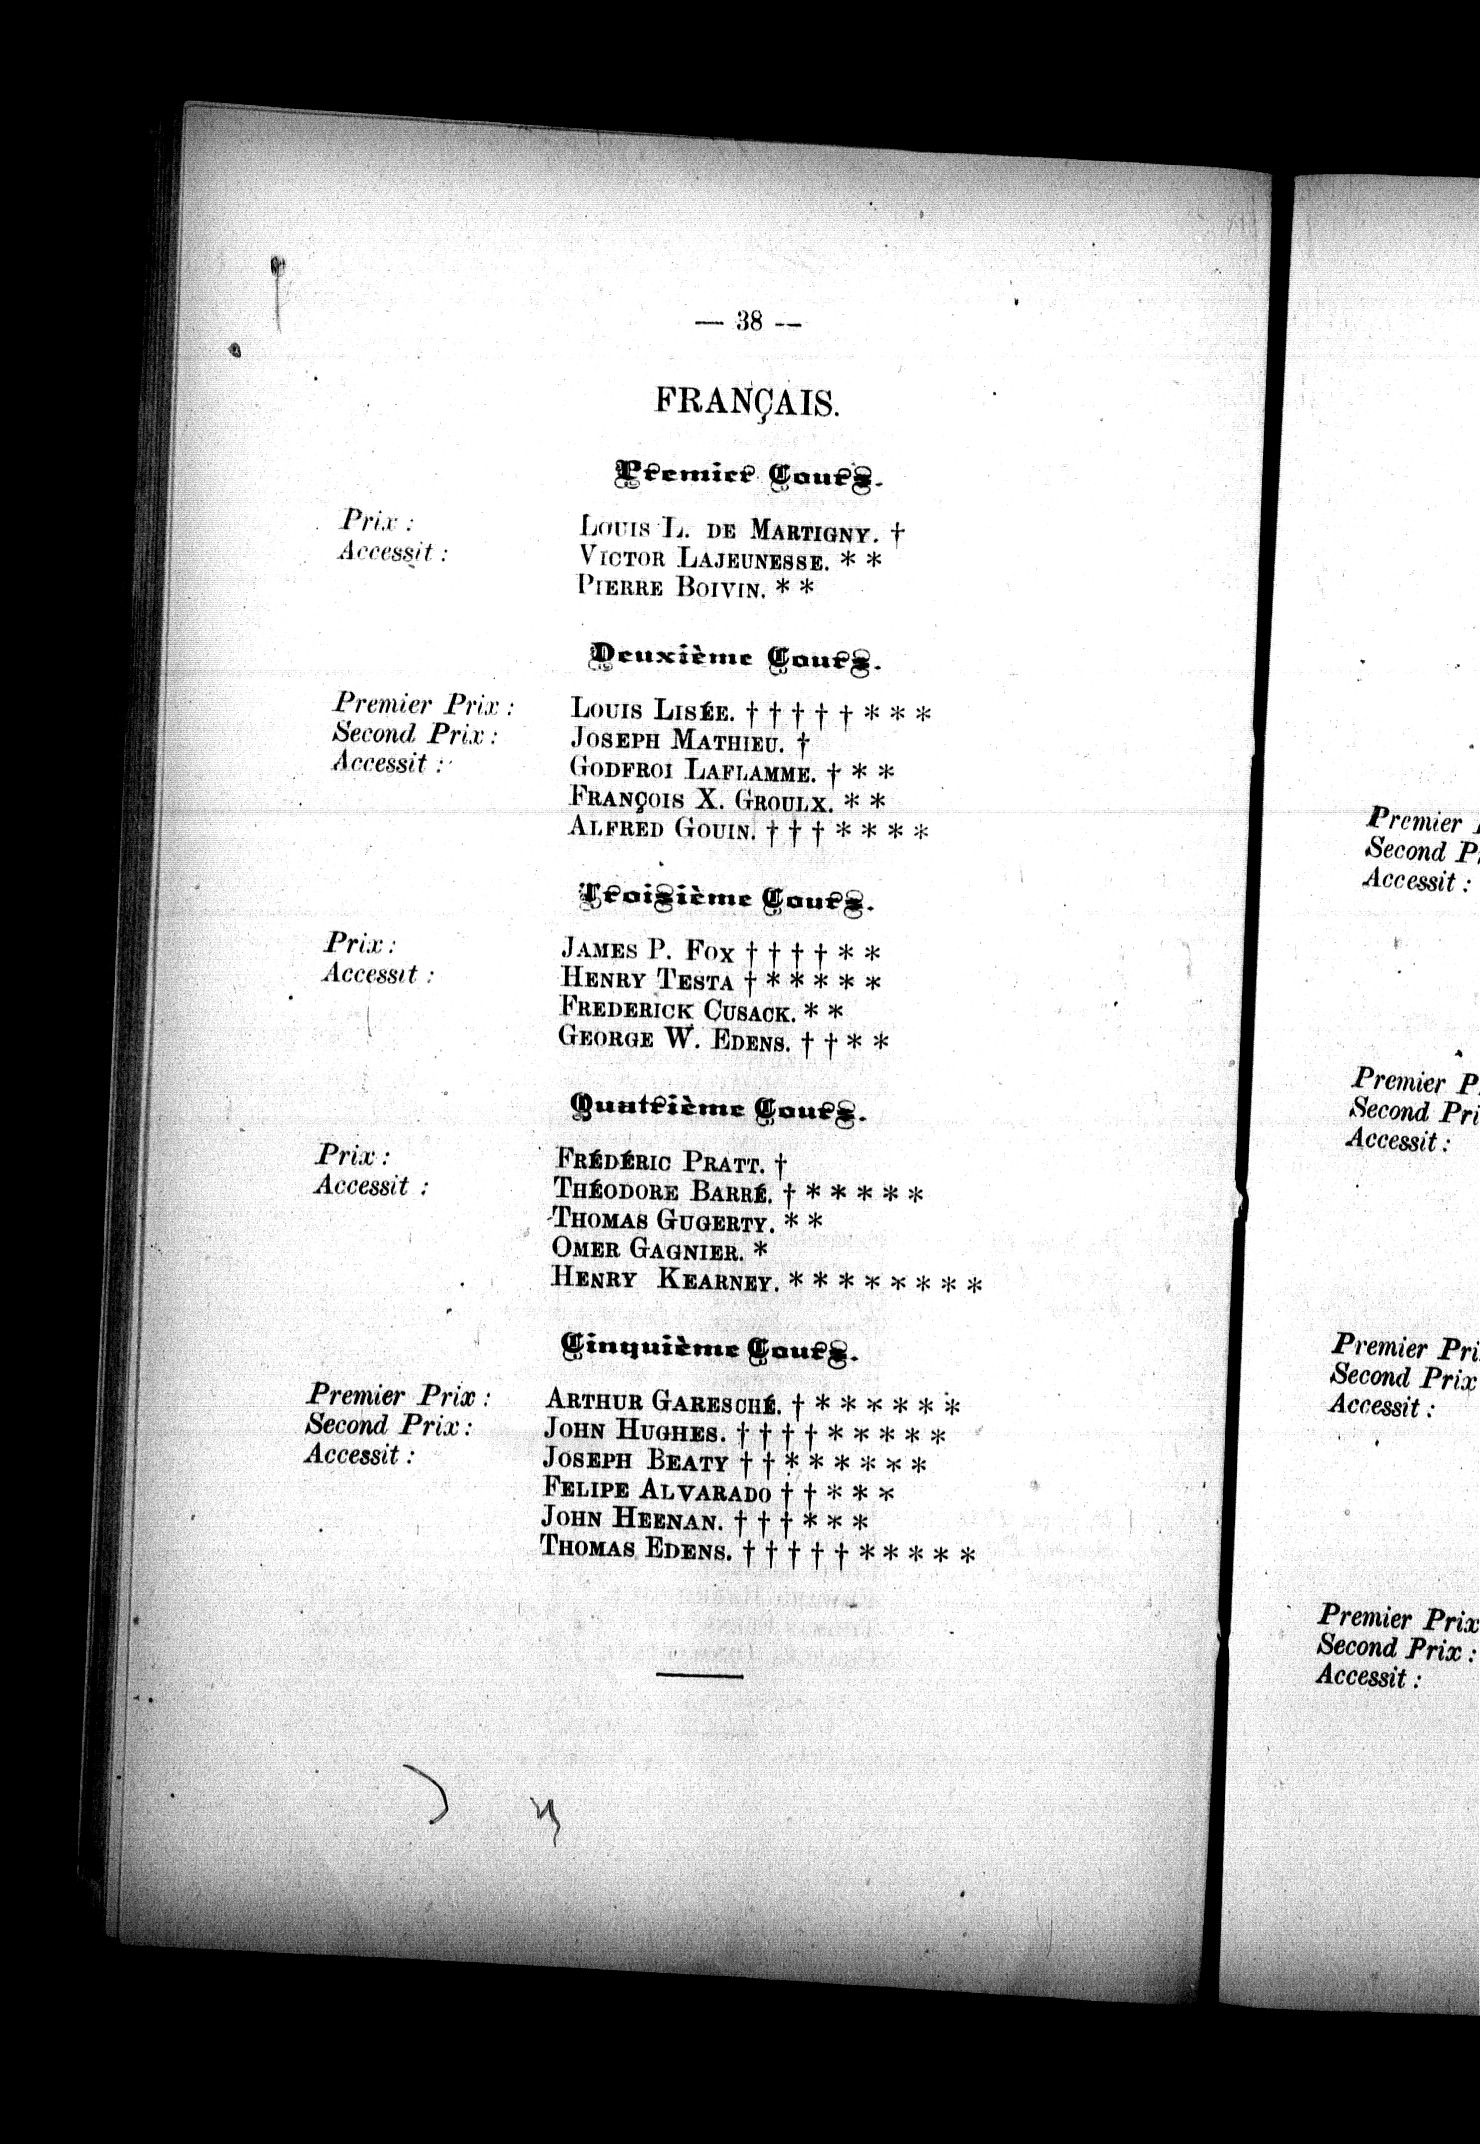 — 38 —
FRANÇAIS.
Premier Cours.
Prix : LOUIS L. DE MARTIGNY. †
Accessit : VICTOR LAJEUNESSE. * *
PIERRE BOIVIN. * *
Deuxième Cours.
Premier Prix : LOUIS LISÉE. † † † † † * * *
Second Prix : JOSEPH MATHIEU. †
Accessit : GODFROI LAFLAMME. † * *
FRANÇOIS X. GROULX. * *
ALFRED GOUIN. † † † * * * *
Troisième Cours.
Prix : JAMES P. FOX † † † † * *
Accessit : HENRY TESTA † * * * * *
FREDERICK CUSACK. * *
GEORGE W. EDENS. † † * *
Quatrième Cours.
Prix : FRÉDÉRIC PRATT. †
Accessit : THÉODORE BARRÉ. † * * * * *
THOMAS GUGERTY. * *
OMER GAGNIER. *
HENRY KEARNEY. * * * * * * * *
Cinquième Cours.
Premier Prix : ARTHUR GARESCHÉ. † * * * * * *
Second Prix : JOHN HUGHES. † † † † * * * * *
Accessit : JOSEPH BEATY † † * * * * * *
FELIPE ALVARADO † † * * *
JOHN HEENAN. † † † * * *
THOMAS EDENS. † † † † † * * * * *
Premier
Second
Accessit :
Premier
Second
Accessit :
Premier
Second Prix
Accessit :
Premier Prix
Second Prix :
Accessit :